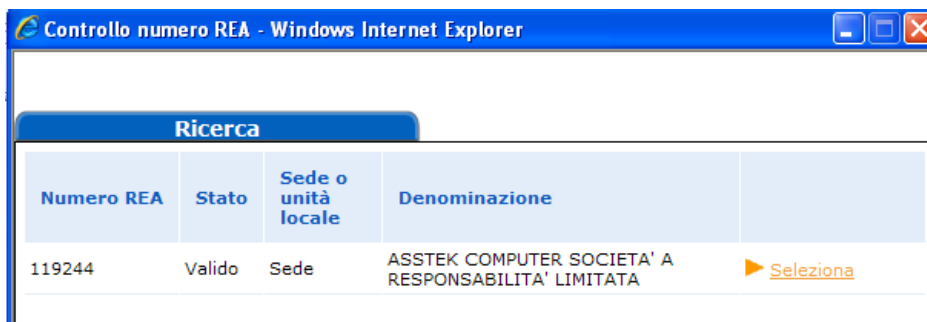 Controllo numero REA - Windows Internet Explorer
Ricerca
Numero REA
Stato
Sede o
unità
locale
Denominazione
119244
Valido
Sede
ASSTEK COMPUTER SOCIETA' A
RESPONSABILITA' LIMITATA
Seleziona